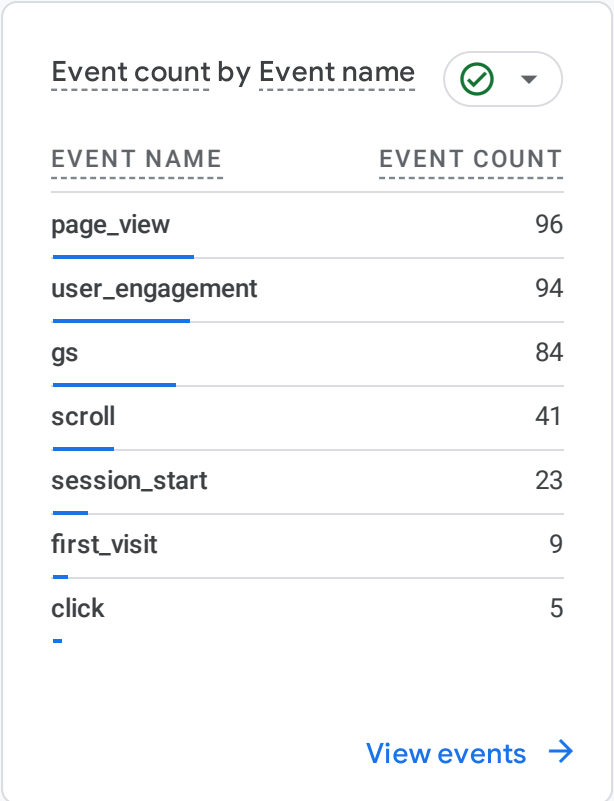 Event count by Event name
EVENT NAME EVENT COUNT
page_view 96
user_engagement 94
gs 84
scroll 41
session_start 23
first_visit 9
click 5
View events